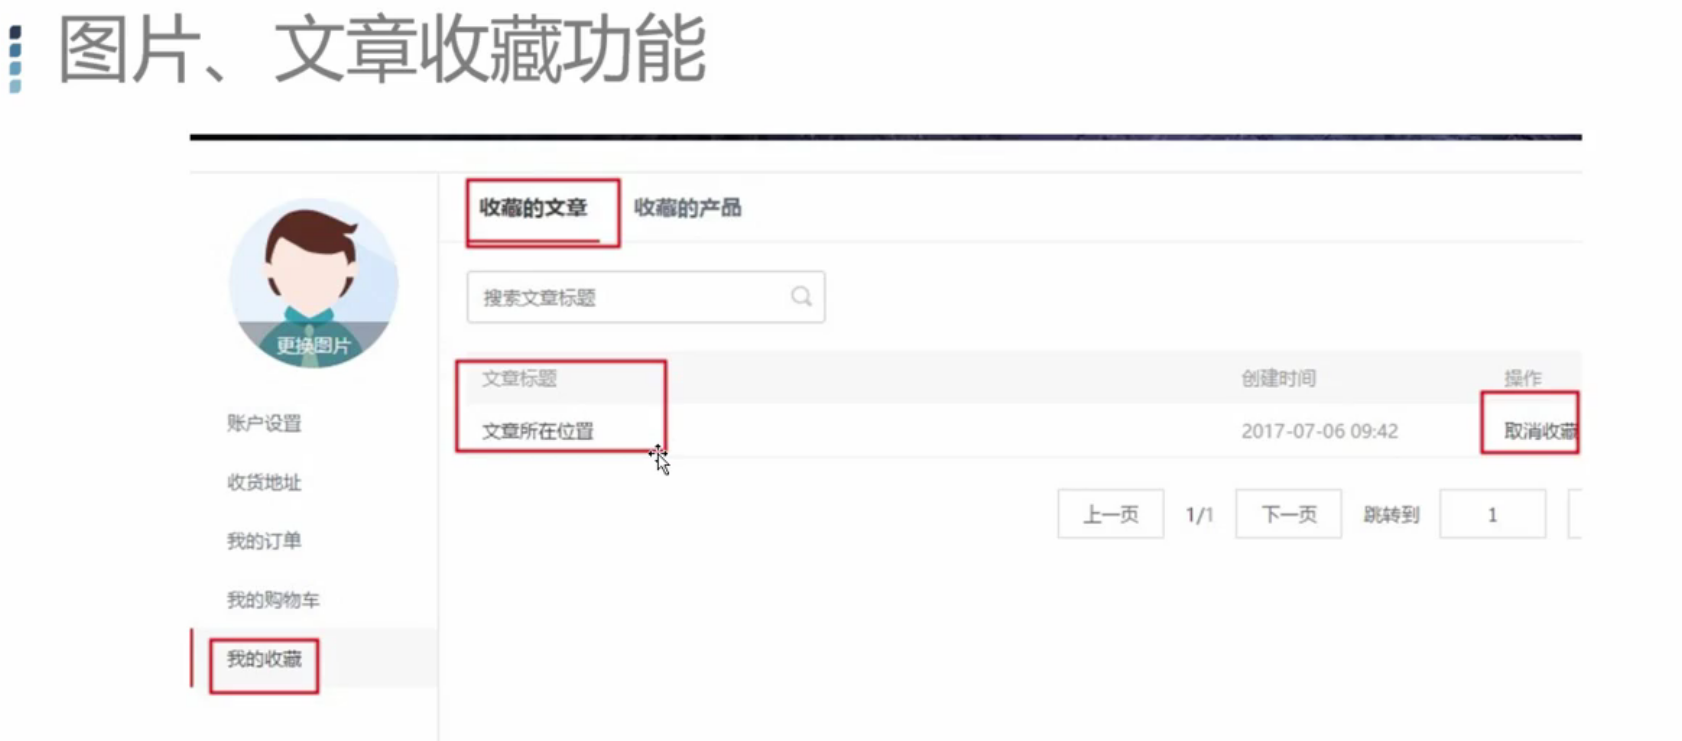 图片、文章收藏功能
收藏的文章 收藏的产品
搜索文章标题
更换图片
文章标题 创建时间 操作
文章所在位置 2017-07-06 09:42 取消收藏
账户设置
收货地址
我的订单
我的购物车
我的收藏
上一页 1/1 下一页 跳转到 1